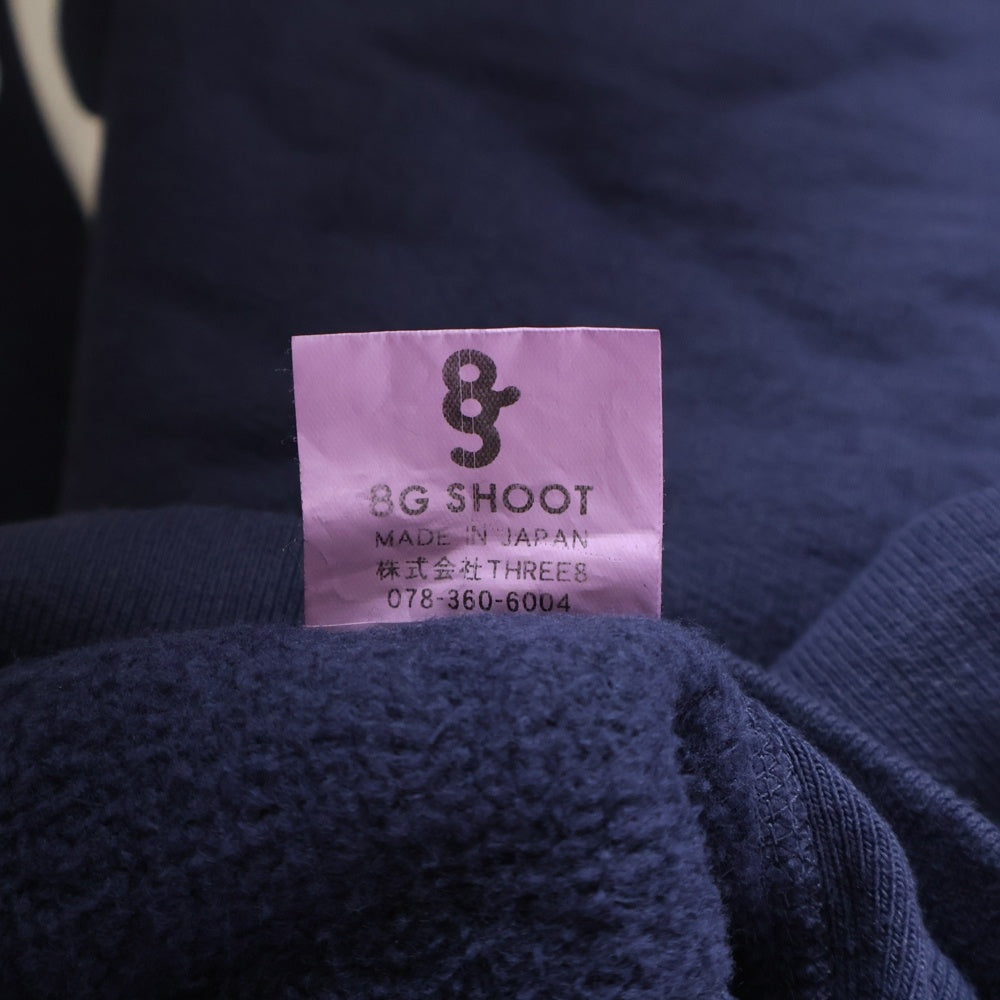 8G SHOOT
MADE IN JAPAN
株式会社THREE8
078-360-6004